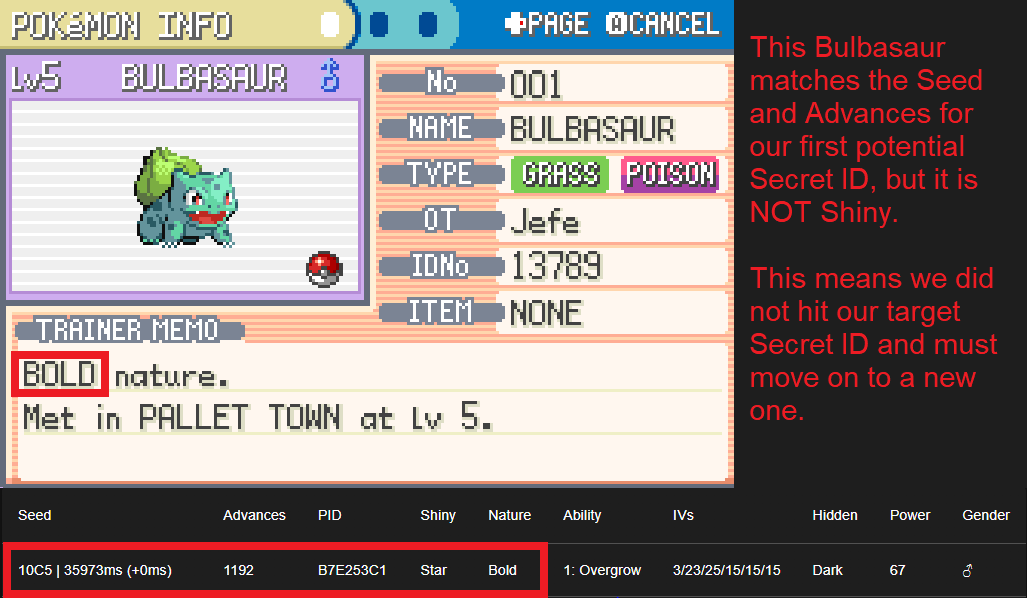 POKéMON INFO
PAGE CANCEL
Lv5 BULBASAUR ♂
No 001
NAME BULBASAUR
TYPE GRASS POISON
OT Jefe
IDNo 13789
ITEM NONE
TRAINER MEMO
BOLD nature.
Met in PALLET TOWN at Lv 5.
This Bulbasaur
matches the Seed
and Advances for
our first potential
Secret ID, but it is
NOT Shiny.
This means we did
not hit our target
Secret ID and must
move on to a new
one.
Seed Advances PID Shiny Nature Ability IVs Hidden Power Gender
10C5 | 35973ms (+0ms) 1192 B7E253C1 Star Bold 1: Overgrow 3/23/25/15/15/15 Dark 67 ♂